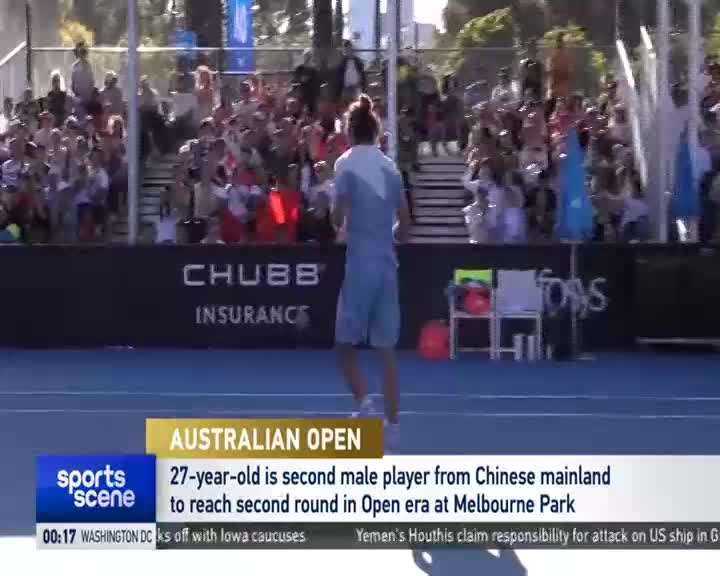 CHUBB
INSURANCE
AUSTRALIAN OPEN
sports
scene
27-year-old is second male player from Chinese mainland
to reach second round in Open era at Melbourne Park
00:17 WASHINGTON DC ks off with Iowa caucuses Yemen's Houthis claim responsibility for attack on US ship in G